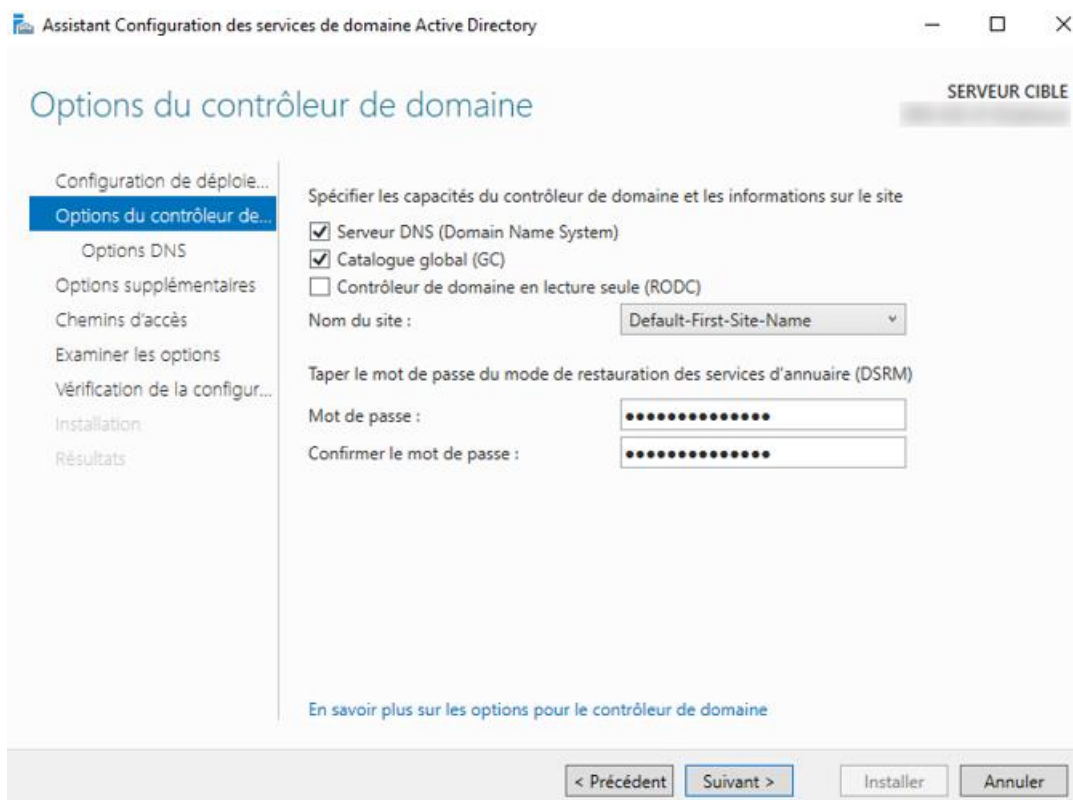 Assistant Configuration des services de domaine Active Directory
Options du contrôleur de domaine
SERVEUR CIBLE
Configuration de déploie...
Options du contrôleur de...
Options DNS
Options supplémentaires
Chemins d'accès
Examiner les options
Vérification de la configur...
Installation
Résultats
Spécifier les capacités du contrôleur de domaine et les informations sur le site
Serveur DNS (Domain Name System)
Catalogue global (GC)
Contrôleur de domaine en lecture seule (RODC)
Nom du site : Default-First-Site-Name
Taper le mot de passe du mode de restauration des services d'annuaire (DSRM)
Mot de passe : ••••••••••••••
Confirmer le mot de passe : ••••••••••••••
En savoir plus sur les options pour le contrôleur de domaine
< Précédent Suivant > Installer Annuler